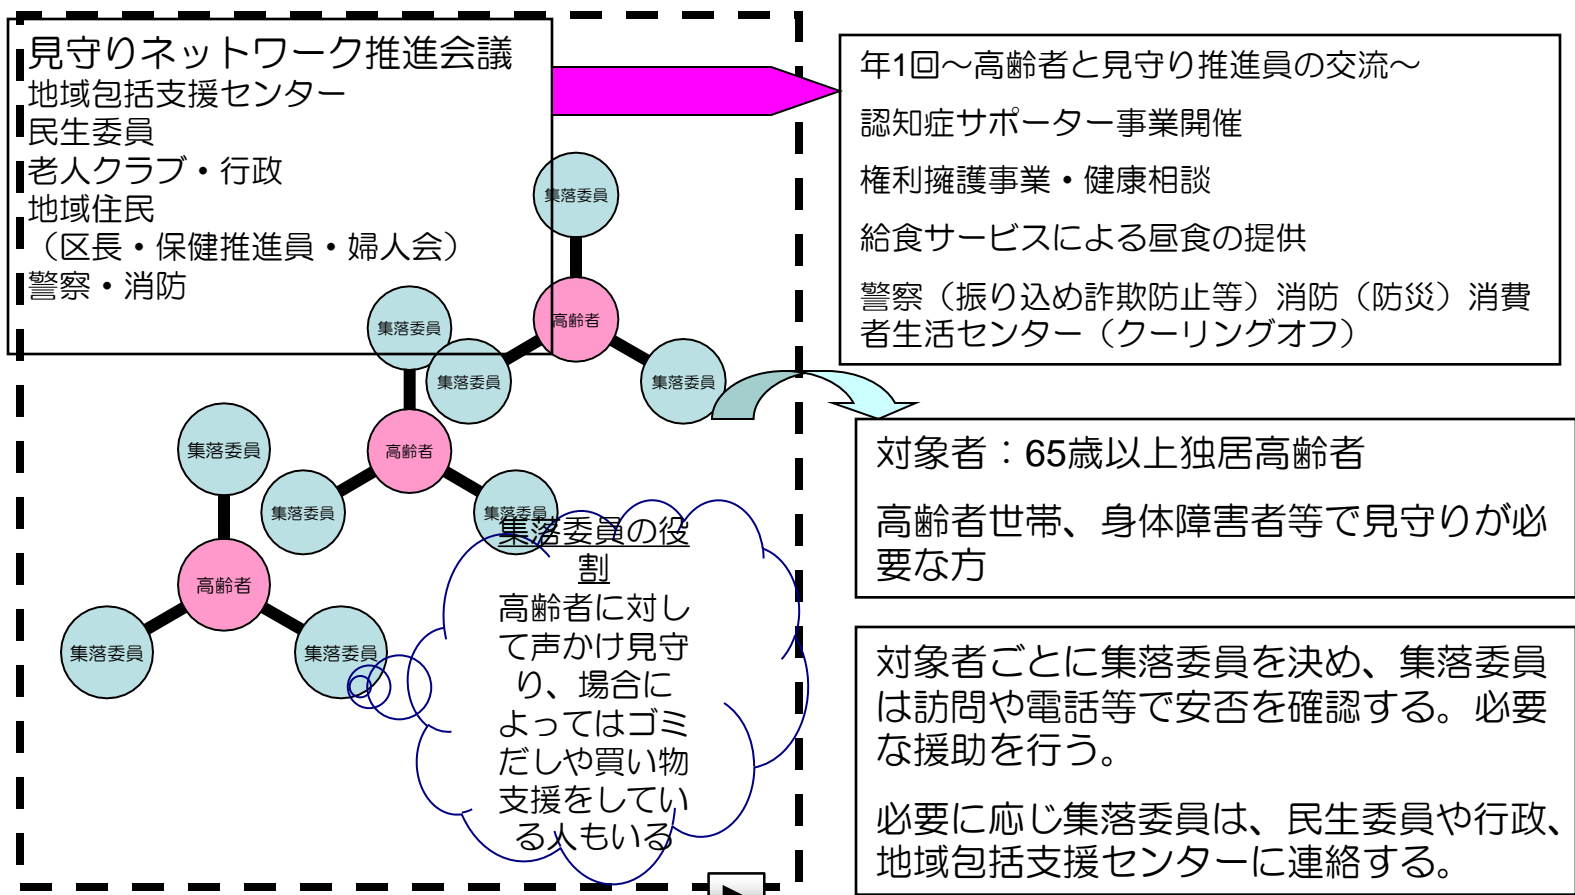 見守りネットワーク推進会議
地域包括支援センター
民生委員
老人クラブ・行政
地域住民
（区長・保健推進員・婦人会）
警察・消防
年1回～高齢者と見守り推進員の交流～
認知症サポーター事業開催
権利擁護事業・健康相談
給食サービスによる昼食の提供
警察（振り込め詐欺防止等）消防（防災）消費
者生活センター（クーリングオフ）
集落委員
高齢者
集落委員
集落委員
集落委員
高齢者
集落委員
集落委員
集落委員
高齢者
集落委員
集落委員
集落委員の役
割
高齢者に対し
て声かけ見守
り、場合に
よってはゴミ
だしや買い物
支援をしてい
る人もいる
対象者：65歳以上独居高齢者
高齢者世帯、身体障害者等で見守りが必
要な方
対象者ごとに集落委員を決め、集落委員
は訪問や電話等で安否を確認する。必要
な援助を行う。
必要に応じ集落委員は、民生委員や行政、
地域包括支援センターに連絡する。